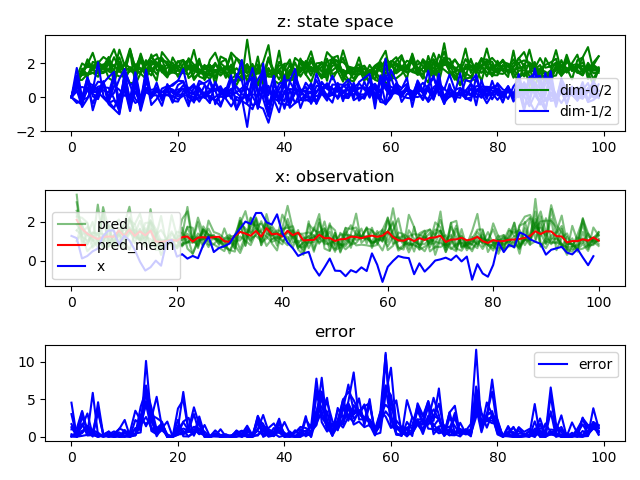 z: state space
2
0
−2
dim-0/2
dim-1/2
0 20 40 60 80 100
x: observation
2
0
pred
pred_mean
x
0 20 40 60 80 100
error
10
5
0
error
0 20 40 60 80 100